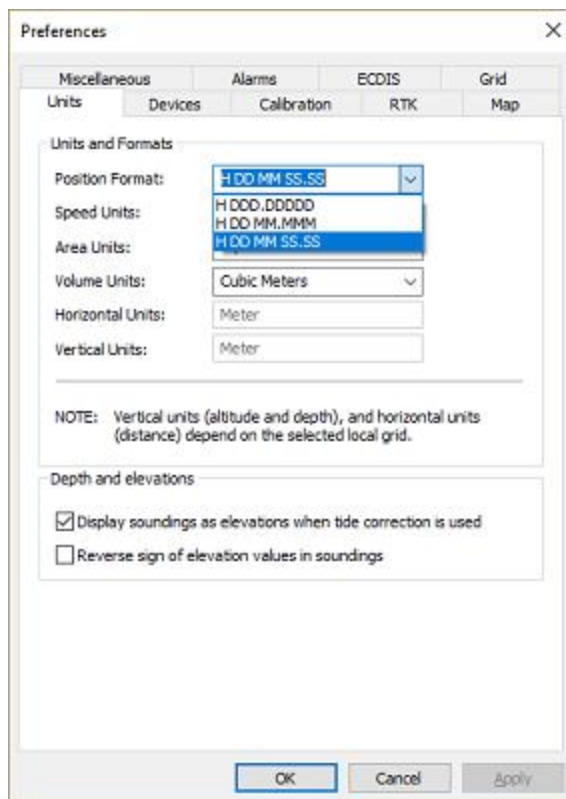 Preferences
Miscellaneous Alarms ECDIS Grid
Units Devices Calibration RTK Map
Units and Formats
Position Format: H DD MM SS.SS
H DDD.DDDDD
Speed Units:
H DD MM.MMM
H DD MM SS.SS
Area Units:
Volume Units: Cubic Meters
Horizontal Units: Meter
Vertical Units: Meter
NOTE: Vertical units (altitude and depth), and horizontal units
(distance) depend on the selected local grid.
Depth and elevations
Display soundings as elevations when tide correction is used
Reverse sign of elevation values in soundings
OK Cancel Apply